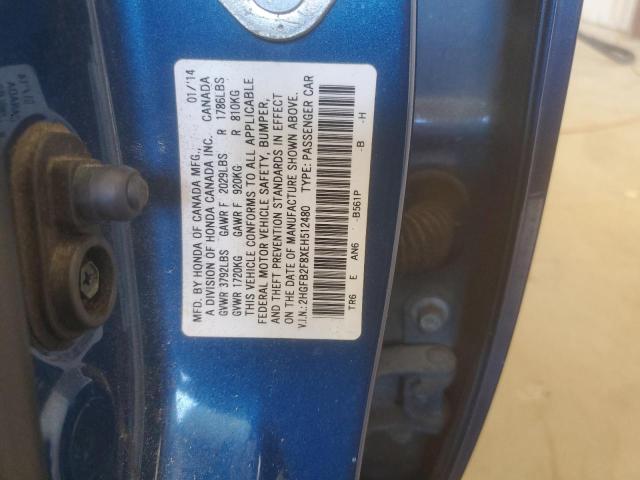 MFD. BY HONDA OF CANADA MFG., 01/'14
A DIVISION OF HONDA CANADA INC. CANADA
GVWR 3792LBS GAWR F 2029LBS R 1786LBS
GVWR 1720KG GAWR F 920KG R 810KG
THIS VEHICLE CONFORMS TO ALL APPLICABLE
FEDERAL MOTOR VEHICLE SAFETY, BUMPER,
AND THEFT PREVENTION STANDARDS IN EFFECT
ON THE DATE OF MANUFACTURE SHOWN ABOVE.
V.I.N.:2HGFB2F8XEH512480 TYPE: PASSENGER CAR
TR6 E AN6 -B561P -B -H